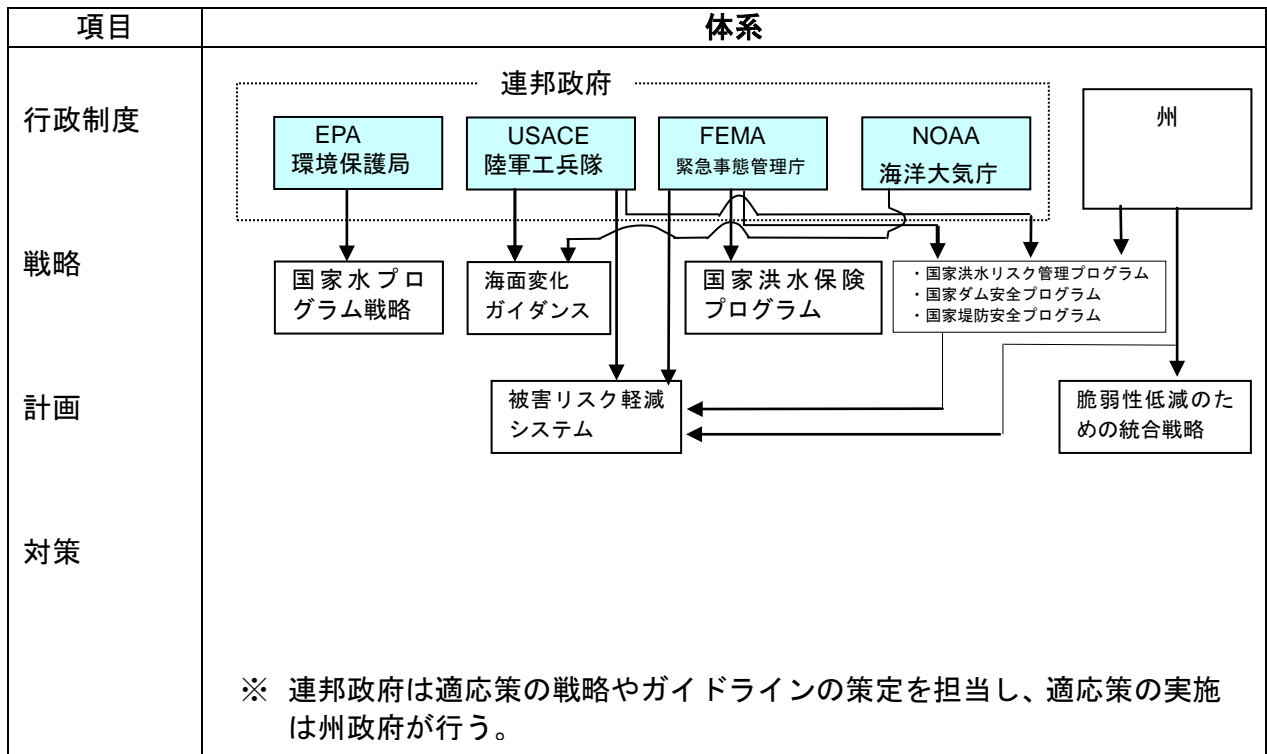 項目
体系
行政制度
連邦政府
EPA
環境保護局
USACE
陸軍工兵隊
FEMA
緊急事態管理庁
NOAA
海洋大気庁
州
戦略
国家水プロ
グラム戦略
海面変化
ガイダンス
国家洪水保険
プログラム
・国家洪水リスク管理プログラム
・国家ダム安全プログラム
・国家堤防安全プログラム
計画
被害リスク軽減
システム
脆弱性低減のた
めの統合戦略
対策
※ 連邦政府は適応策の戦略やガイドラインの策定を担当し、適応策の実施
は州政府が行う。